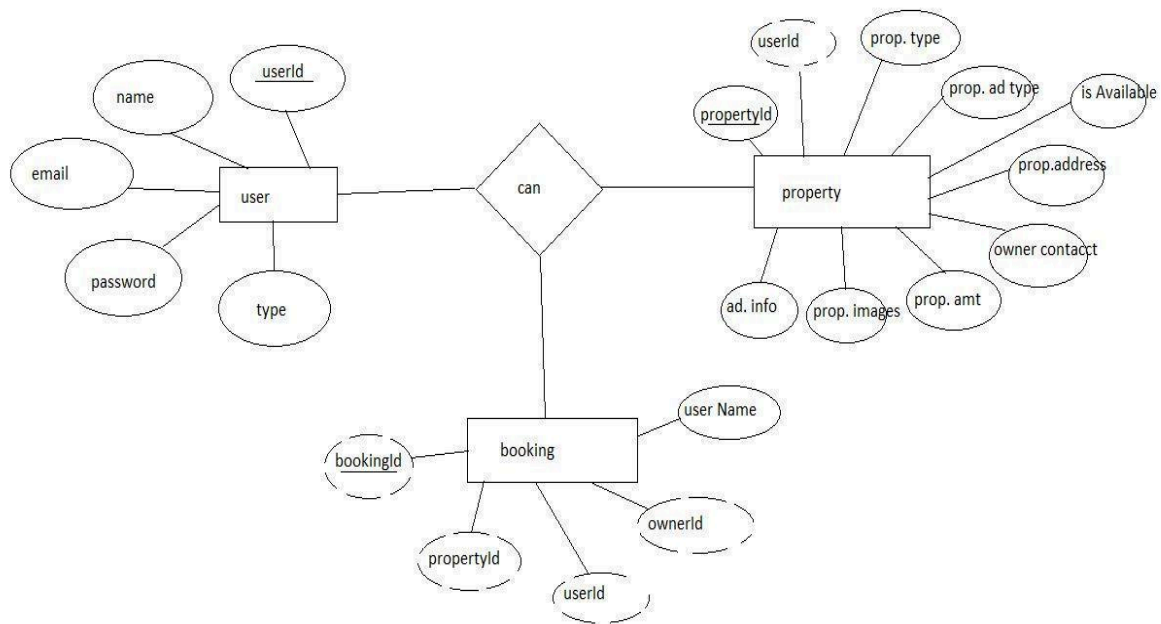 userId
prop. type
userId
name
prop. ad type
is Available
propertyId
email
prop.address
user
can
property
owner contacct
password
type
ad. info
prop. images
prop. amt
user Name
booking
bookingId
ownerId
propertyId
userId